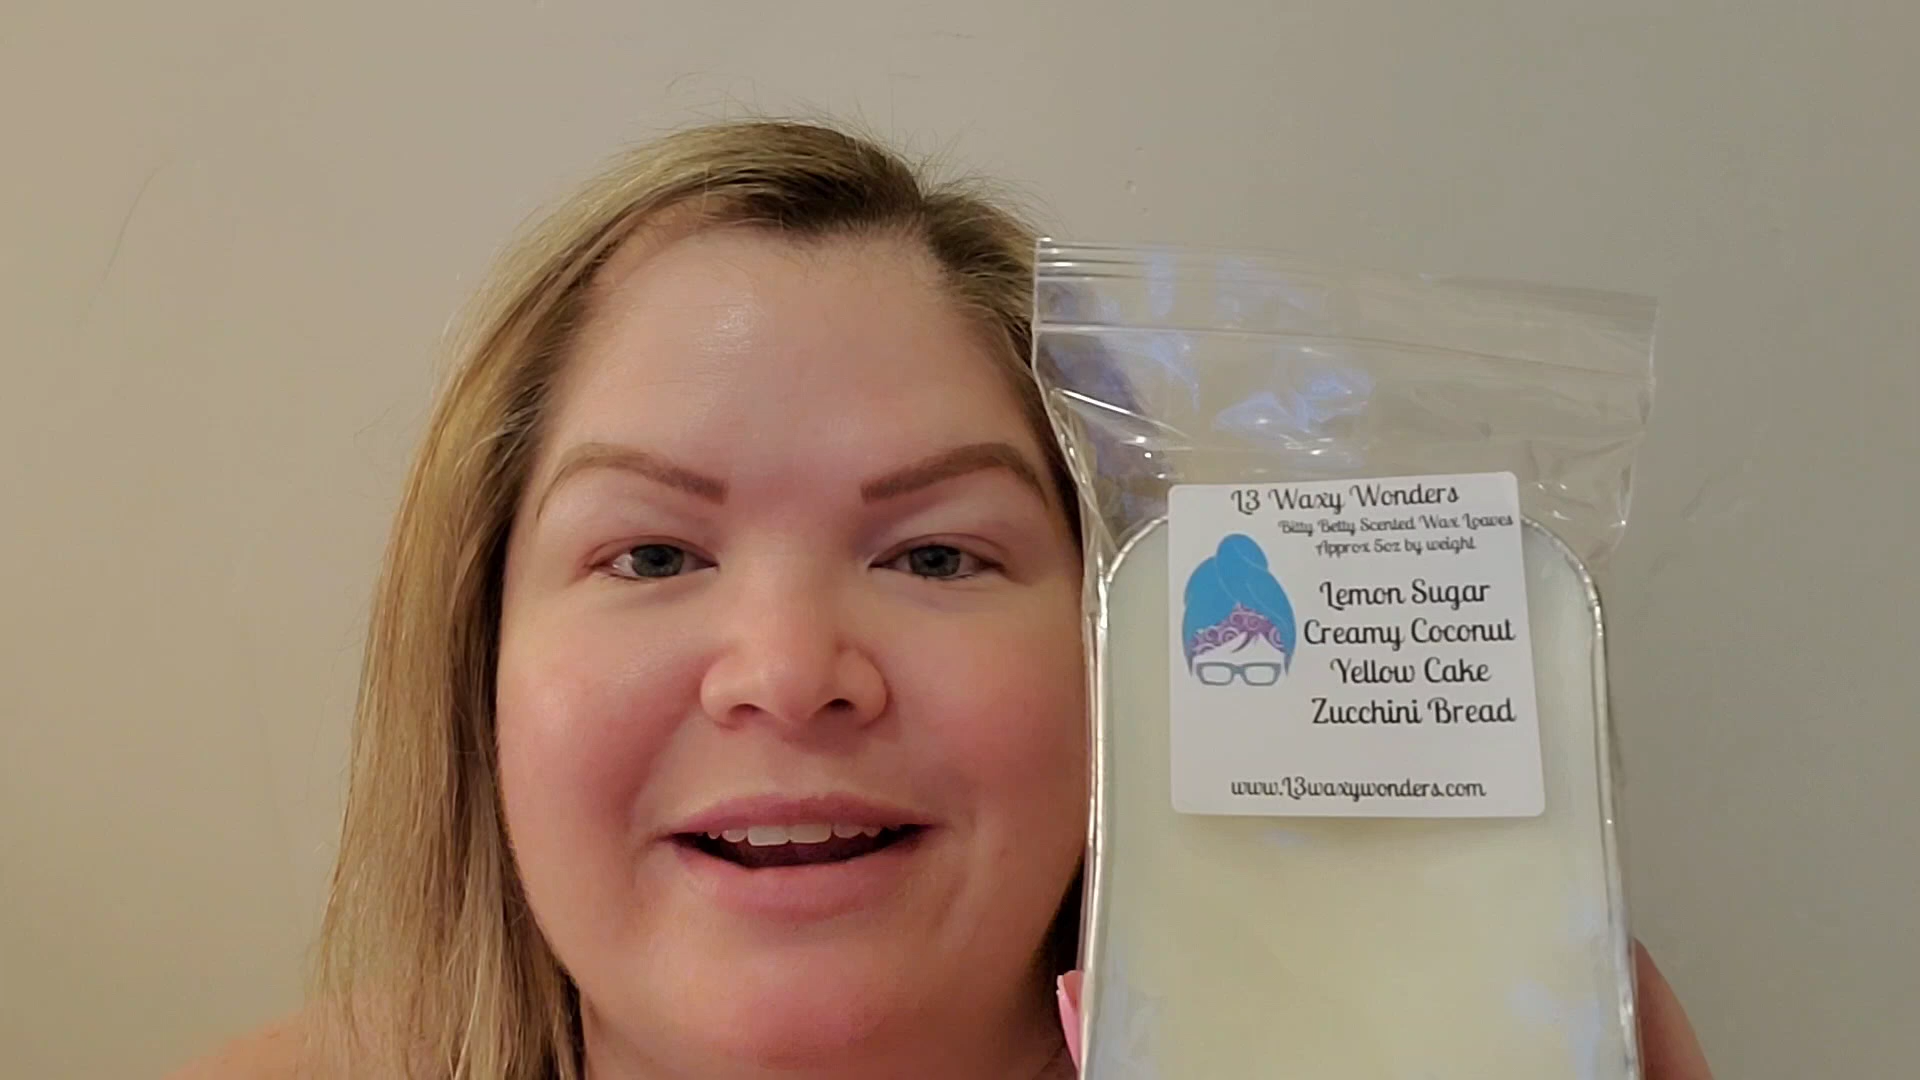 L3 Waxy Wonders
Bitty Betty Scented Wax Loaves
Approx 5oz by weight
Lemon Sugar
Creamy Coconut
Yellow Cake
Zucchini Bread
www.L3waxywonders.com